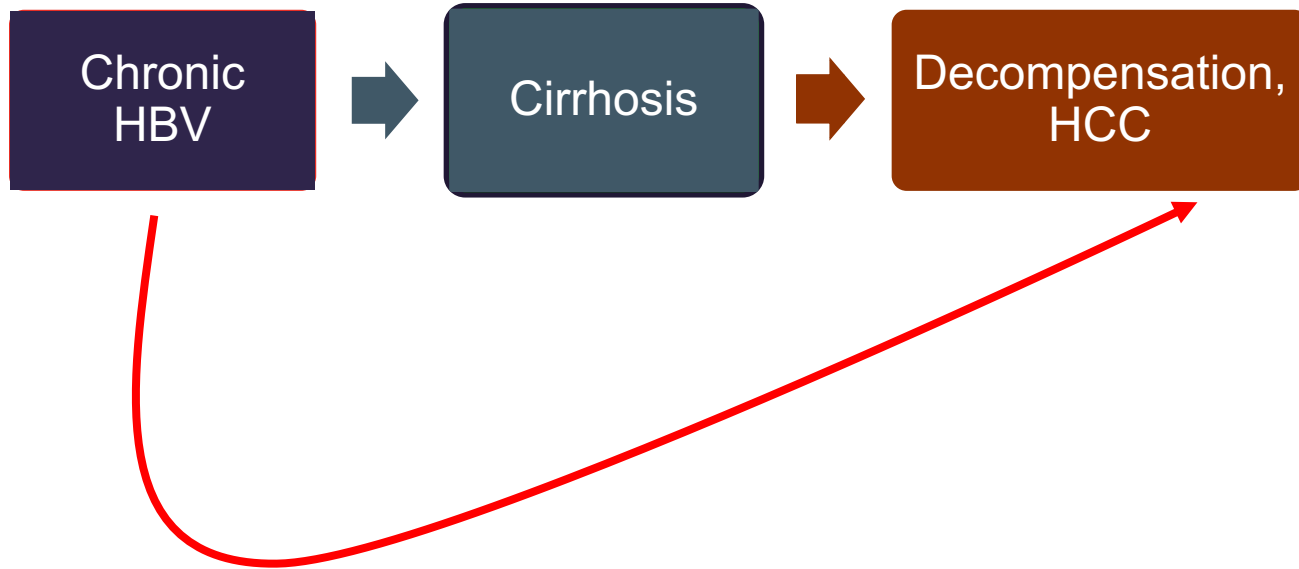 Chronic
HBV
Cirrhosis
Decompensation,
HCC